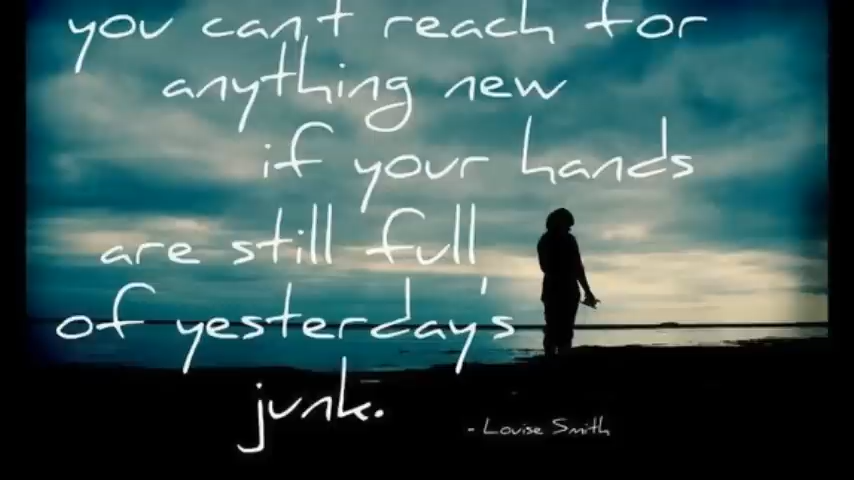 you can't reach for
anything new
if your hands
are still full
of yesterday's
junk.
- Louise Smith